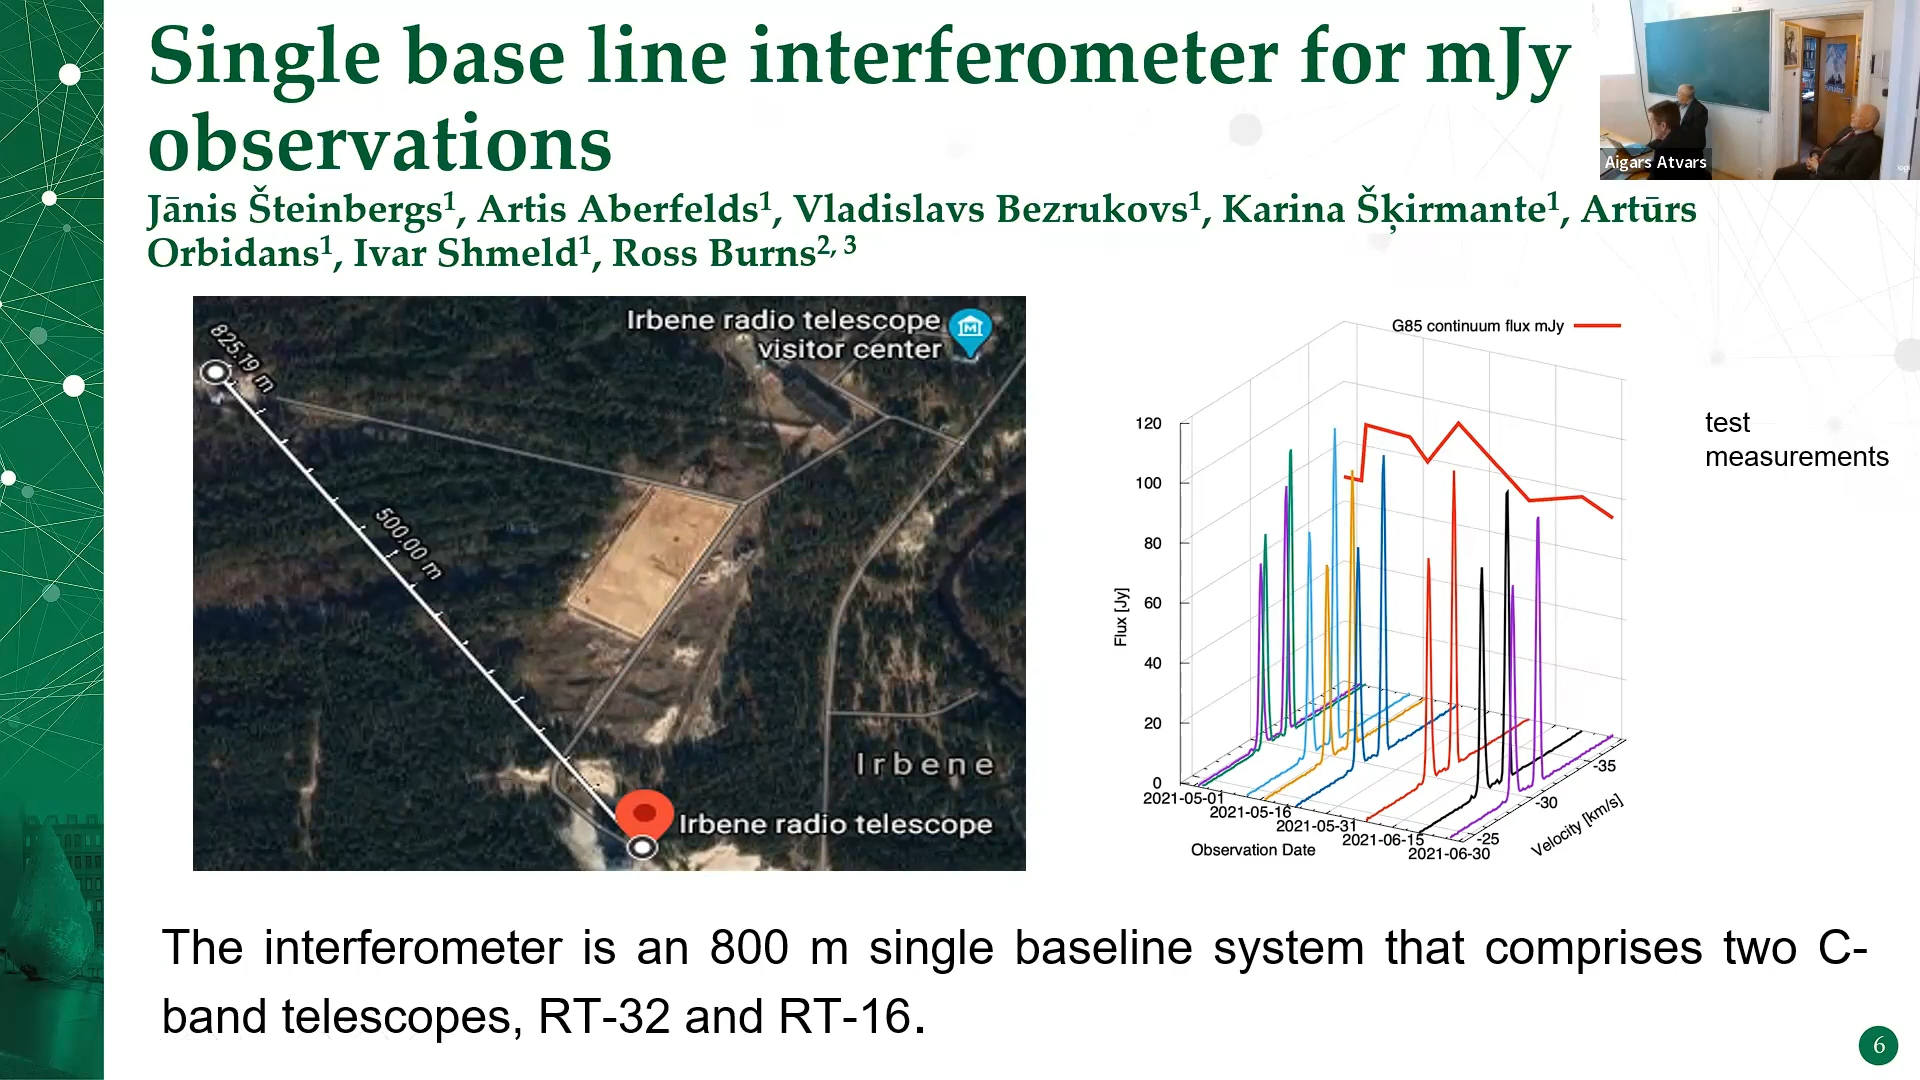 Single base line interferometer for mJy
observations
Jānis Šteinbergs1, Artis Aberfelds1, Vladislavs Bezrukovs1, Karina Šķirmante1, Artūrs
Orbidans1, Ivar Shmeld1, Ross Burns2, 3
Aigars Atvars
825.19 m
500.00 m
Irbene radio telescope
visitor center
Irbene
Irbene radio telescope
G85 continuum flux mJy
120
100
80
60
40
20
0
Flux [Jy]
2021-05-01
2021-05-16
2021-05-31
2021-06-15
2021-06-30
Observation Date
-25
-30
-35
Velocity [km/s]
test
measurements
The interferometer is an 800 m single baseline system that comprises two C-
band telescopes, RT-32 and RT-16.
6